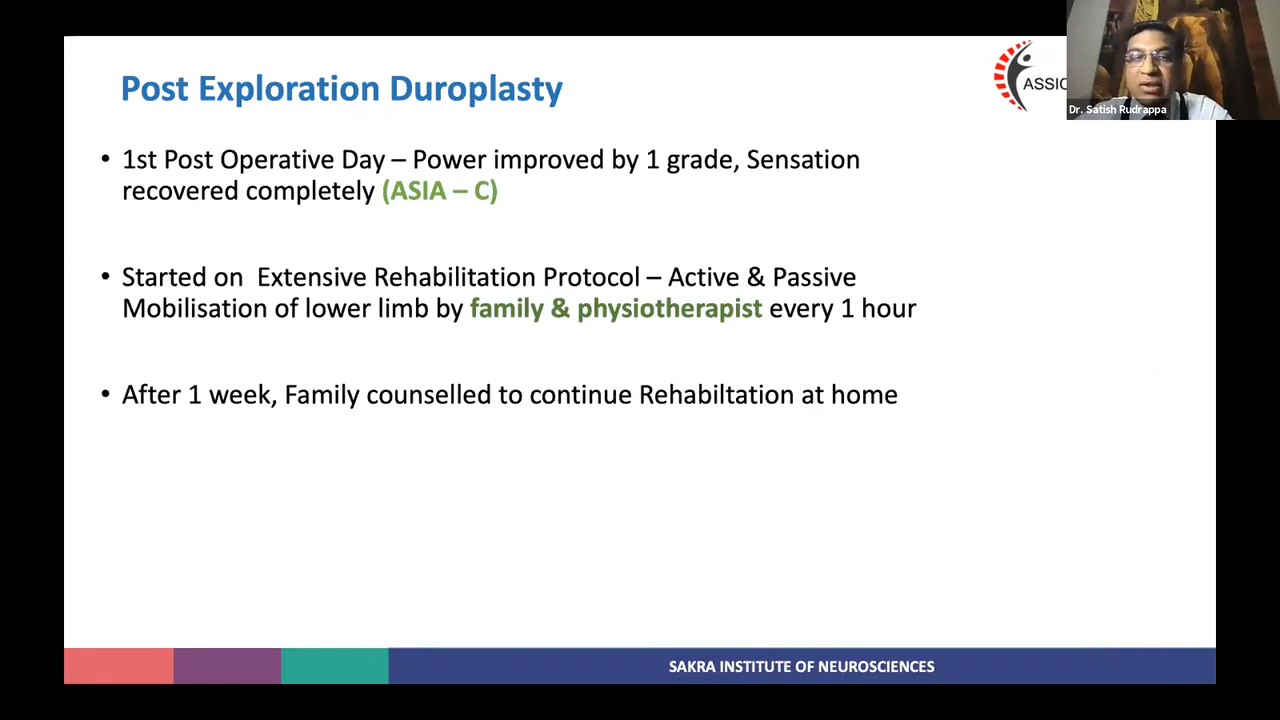 Post Exploration Duroplasty
• 1st Post Operative Day – Power improved by 1 grade, Sensation
recovered completely (ASIA – C)
• Started on Extensive Rehabilitation Protocol – Active & Passive
Mobilisation of lower limb by family & physiotherapist every 1 hour
• After 1 week, Family counselled to continue Rehabiltation at home
SAKRA INSTITUTE OF NEUROSCIENCES
ASSIC
Dr. Satish Rudrappa